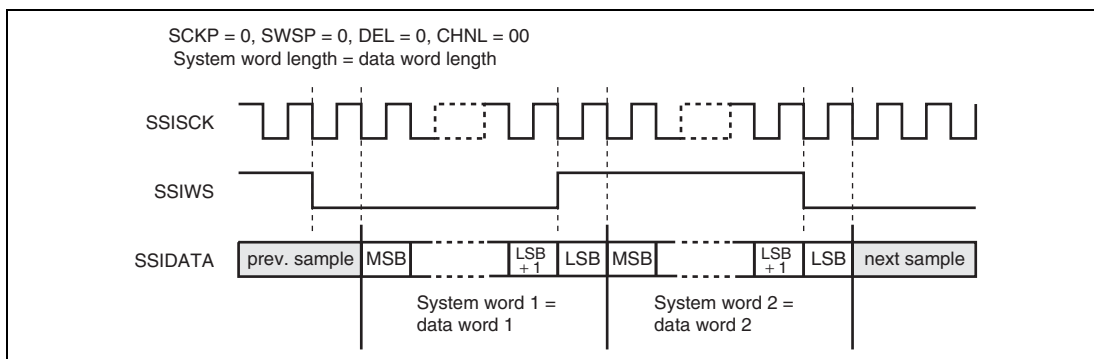 SCKP = 0, SWSP = 0, DEL = 0, CHNL = 00
System word length = data word length
SSISCK
SSIWS
SSIDATA
prev. sample
MSB
LSB
+ 1
LSB
MSB
LSB
+ 1
LSB
next sample
System word 1 =
data word 1
System word 2 =
data word 2